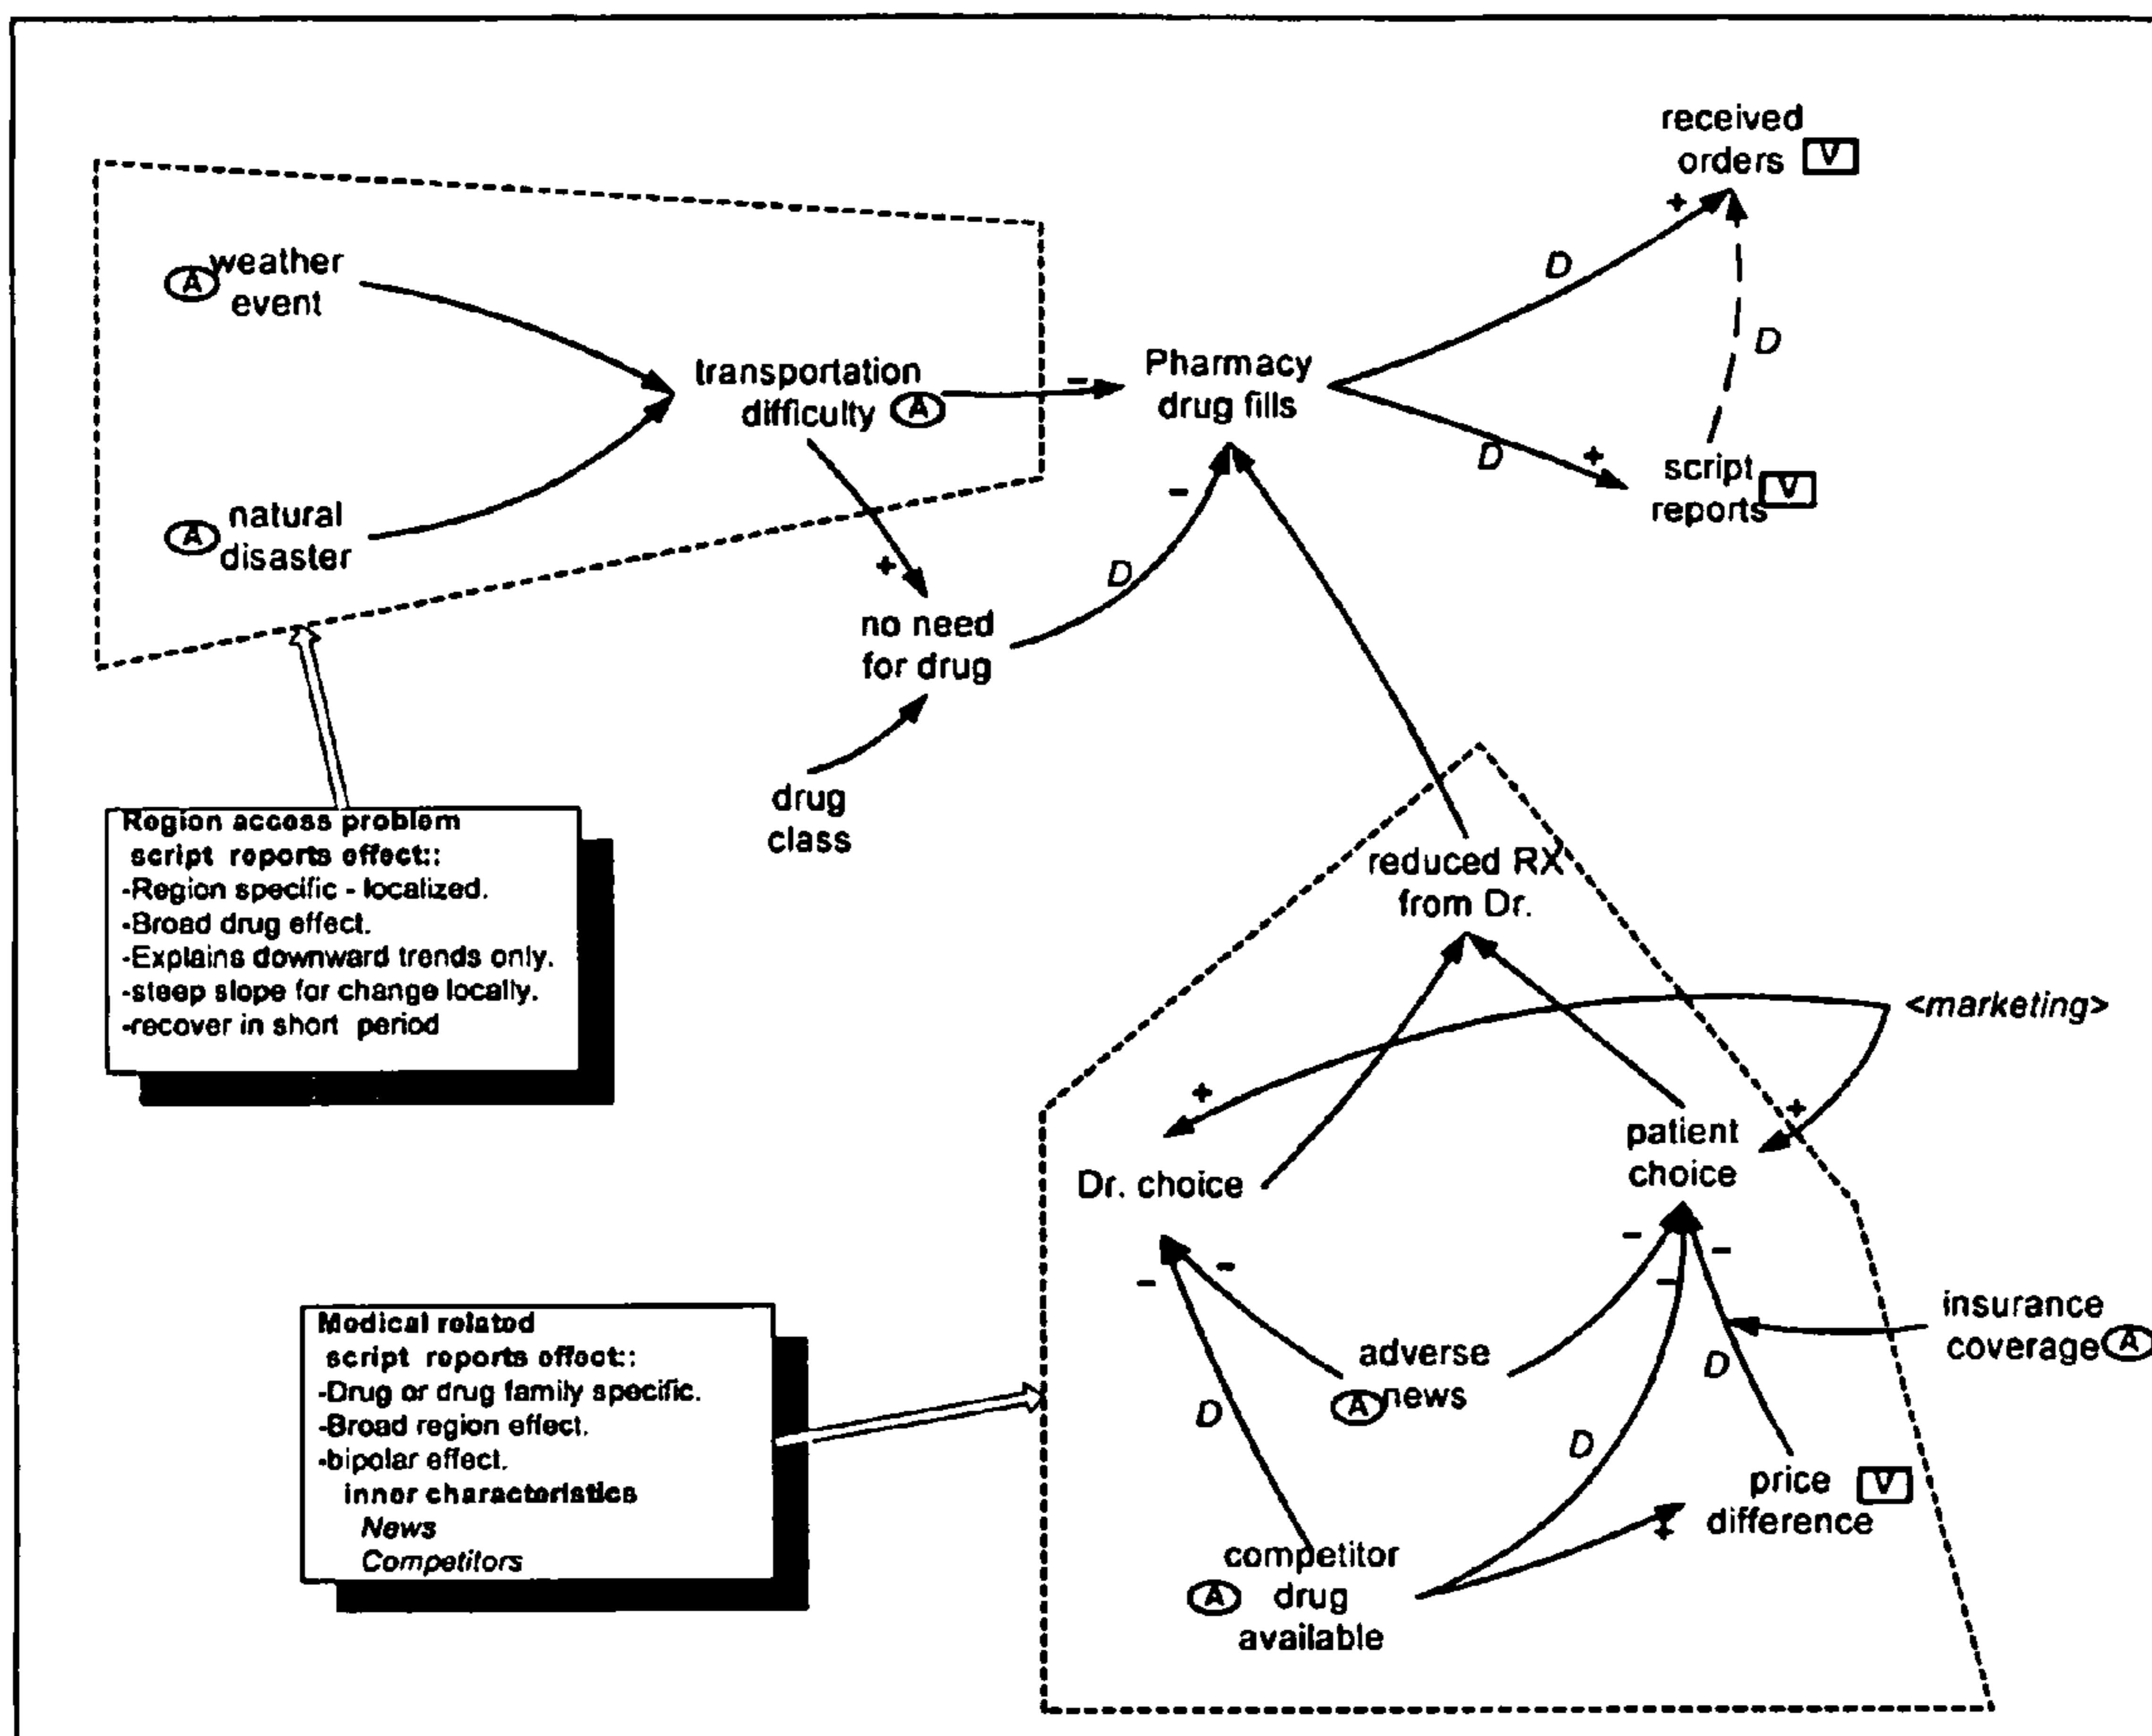 received
orders V
D
+
A weather
event
D
transportation
difficulty A
-
Pharmacy
drug fills
D
+
script
reports V
-
A natural
disaster
+
D
no need
for drug
drug
class
Region access problem
script reports effect::
-Region specific - localized.
-Broad drug effect.
-Explains downward trends only.
-steep slope for change locally.
-recover in short period
reduced RX
from Dr.
<marketing>
+
+
patient
choice
Dr. choice
-
-
-
-
-
insurance
coverage A
Medical related
script reports effect::
-Drug or drug family specific.
-Broad region effect.
-bipolar effect.
inner characteristics
News
Competitors
adverse
A news
D
D
D
price V
difference
+
competitor
A drug
available